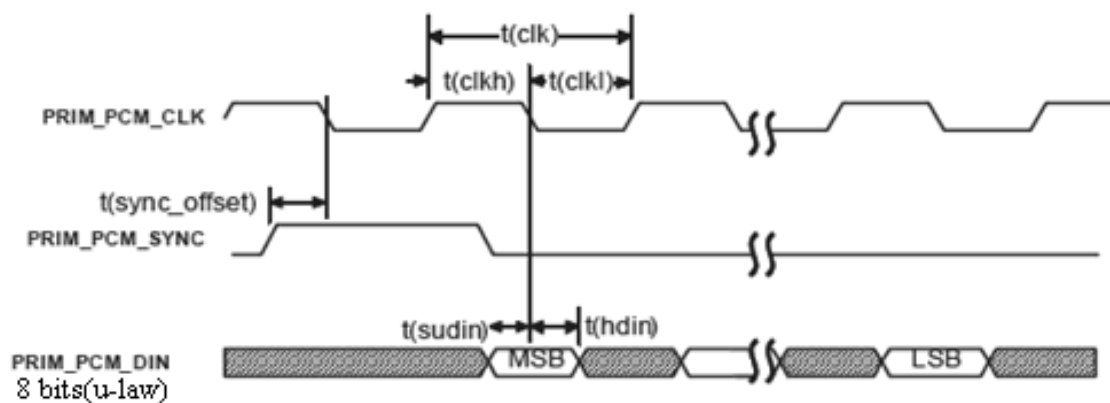 t(clk)
t(clkh) t(clkl)
PRIM_PCM_CLK
t(sync_offset)
PRIM_PCM_SYNC
t(sudin) t(hdin)
PRIM_PCM_DIN MSB LSB
8 bits(u-law)